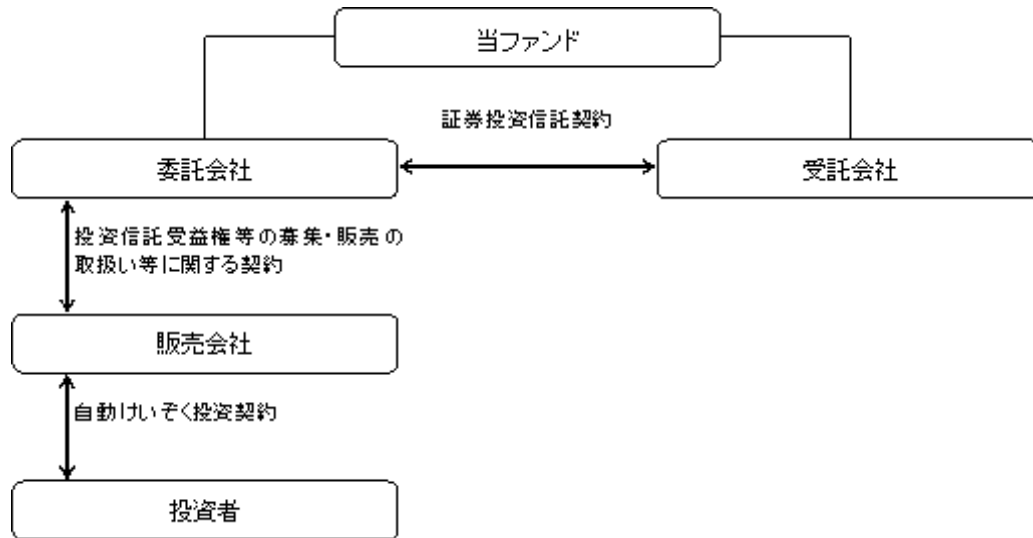 当ファンド
証券投資信託契約
委託会社
受託会社
投資信託受益権等の募集・販売の
取扱い等に関する契約
販売会社
自動けいぞく投資契約
投資者